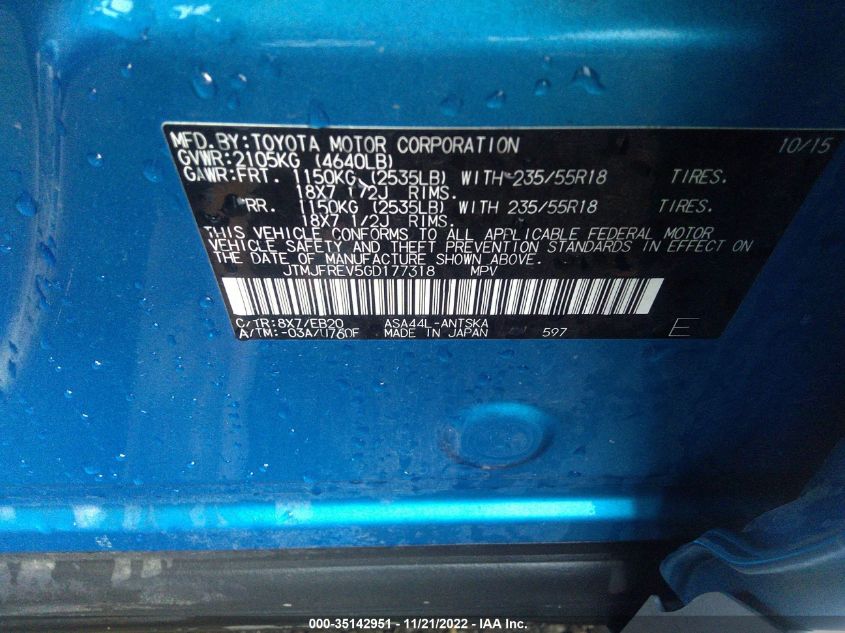 MFD. BY: TOYOTA MOTOR CORPORATION 10/15
GVWR: 2105KG (4640LB)
GAWR: FRT. 1150KG (2535LB) WITH 235/55R18 TIRES.
18X7 1/2J RIMS.
RR. 1150KG (2535LB) WITH 235/55R18 TIRES.
18X7 1/2J RIMS.
THIS VEHICLE CONFORMS TO ALL APPLICABLE FEDERAL MOTOR
VEHICLE SAFETY AND THEFT PREVENTION STANDARDS IN EFFECT ON
THE DATE OF MANUFACTURE SHOWN ABOVE.
JTMJFREV5GD177318 MPV
C/TR: 8X7/EB20 ASA44L-ANTSKA
A/TM: -03A/U760F MADE IN JAPAN 597 E
000-35142951 - 11/21/2022 - IAA Inc.